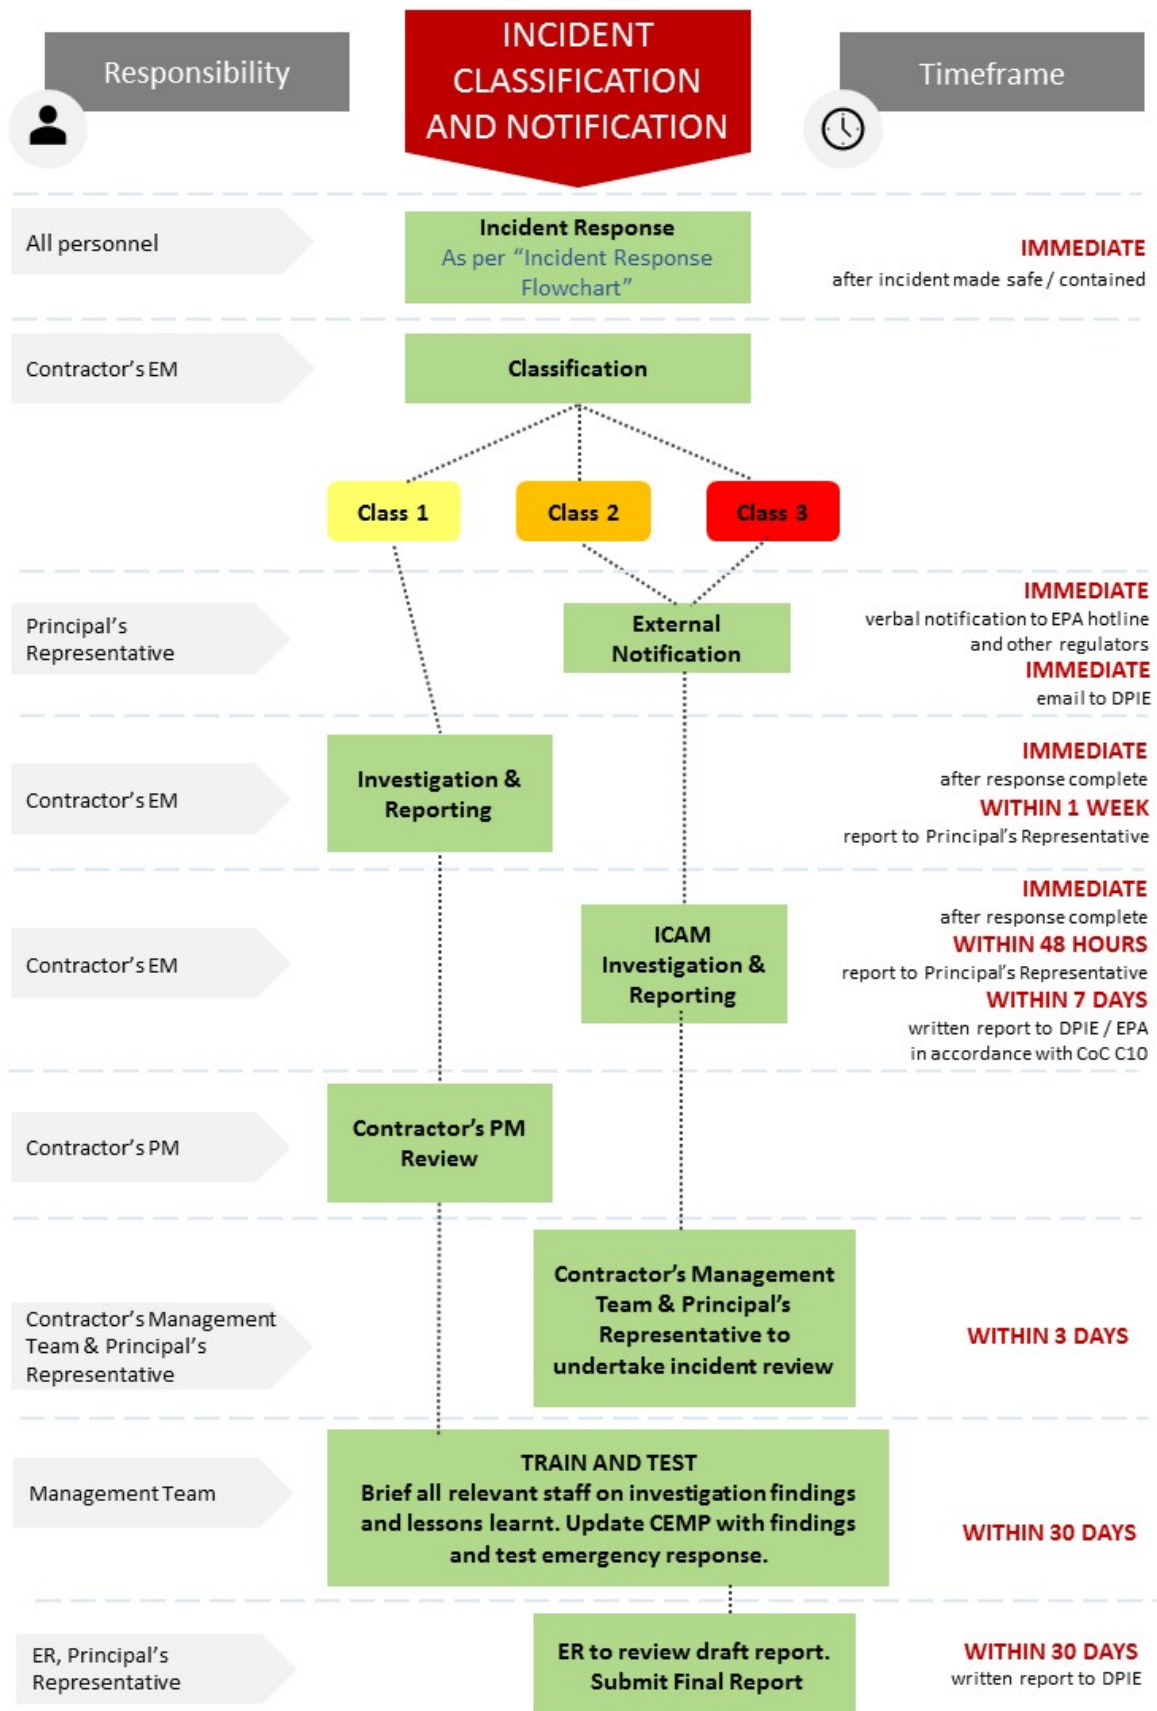 Responsibility
INCIDENT
CLASSIFICATION
AND NOTIFICATION
Timeframe
All personnel
Incident Response
As per “Incident Response
Flowchart”
IMMEDIATE
after incident made safe / contained
Contractor’s EM
Classification
Class 1
Class 2
Class 3
Principal’s
Representative
External
Notification
IMMEDIATE
verbal notification to EPA hotline
and other regulators
IMMEDIATE
email to DPIE
Contractor’s EM
Investigation &
Reporting
IMMEDIATE
after response complete
WITHIN 1 WEEK
report to Principal’s Representative
Contractor’s EM
ICAM
Investigation &
Reporting
IMMEDIATE
after response complete
WITHIN 48 HOURS
report to Principal’s Representative
WITHIN 7 DAYS
written report to DPIE / EPA
in accordance with CoC C10
Contractor’s PM
Contractor’s PM
Review
Contractor’s Management
Team & Principal’s
Representative
Contractor’s Management
Team & Principal’s
Representative to
undertake incident review
WITHIN 3 DAYS
Management Team
TRAIN AND TEST
Brief all relevant staff on investigation findings
and lessons learnt. Update CEMP with findings
and test emergency response.
WITHIN 30 DAYS
ER, Principal’s
Representative
ER to review draft report.
Submit Final Report
WITHIN 30 DAYS
written report to DPIE